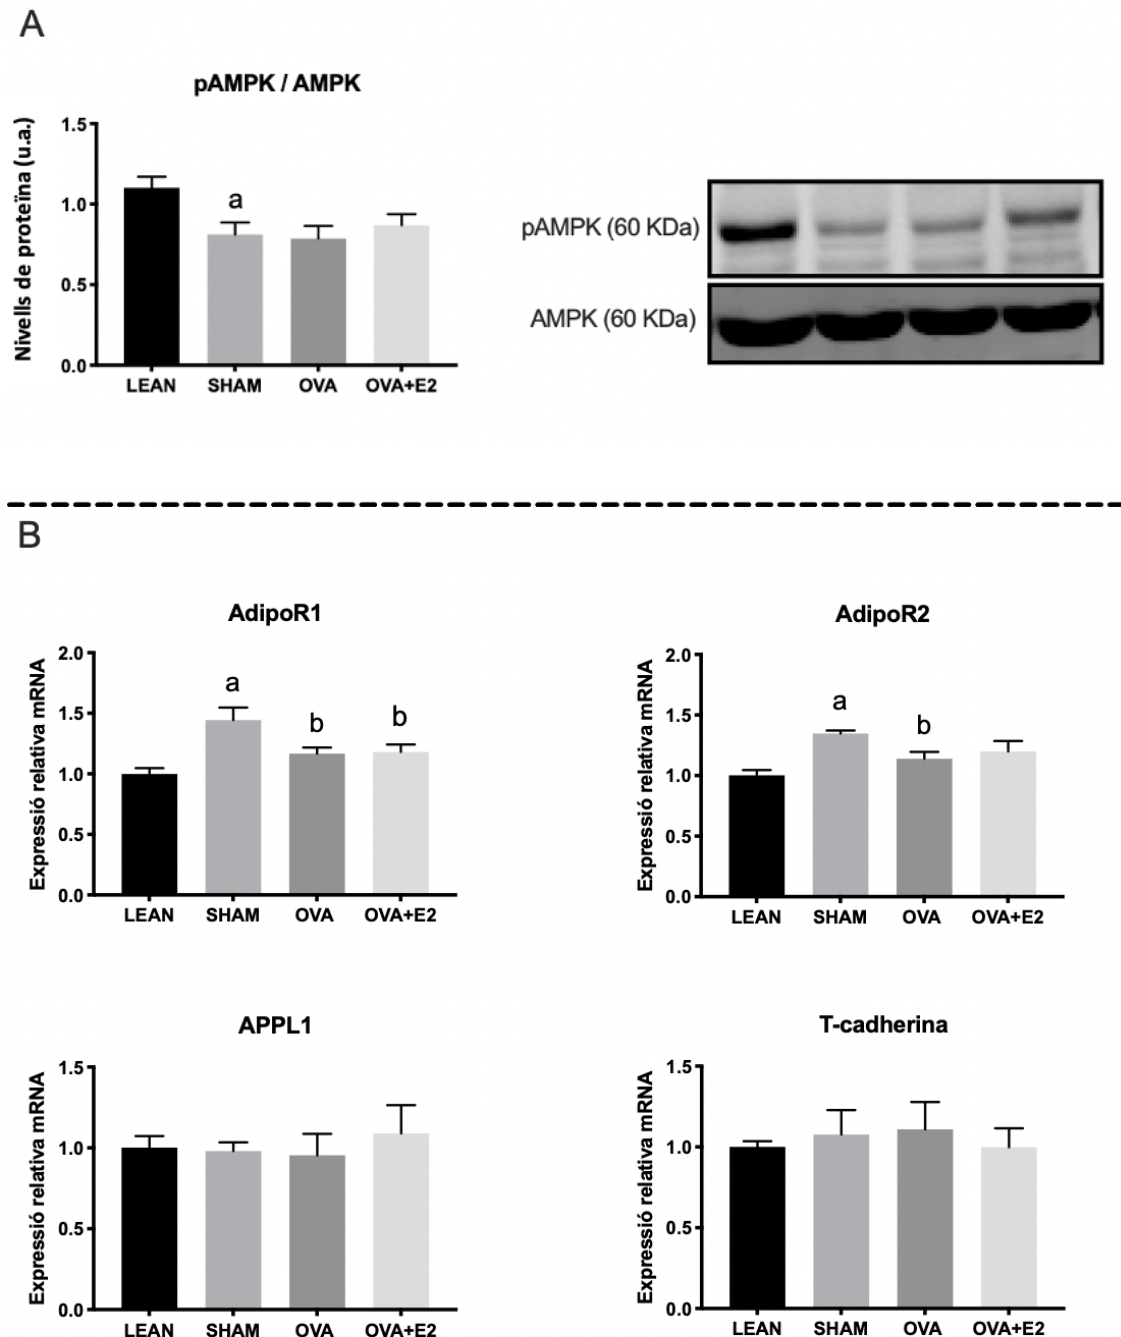 A
pAMPK / AMPK
Nivells de proteïna (u.a.)
1.5
1.0
0.5
0.0
a
LEAN SHAM OVA OVA+E2
pAMPK (60 KDa)
AMPK (60 KDa)
B
AdipoR1
Expressió relativa mRNA
2.0
1.5
1.0
0.5
0.0
a
b
b
LEAN SHAM OVA OVA+E2
AdipoR2
Expressió relativa mRNA
2.0
1.5
1.0
0.5
0.0
a
b
LEAN SHAM OVA OVA+E2
APPL1
Expressió relativa mRNA
1.5
1.0
0.5
0.0
LEAN SHAM OVA OVA+E2
T-cadherina
Expressió relativa mRNA
1.5
1.0
0.5
0.0
LEAN SHAM OVA OVA+E2